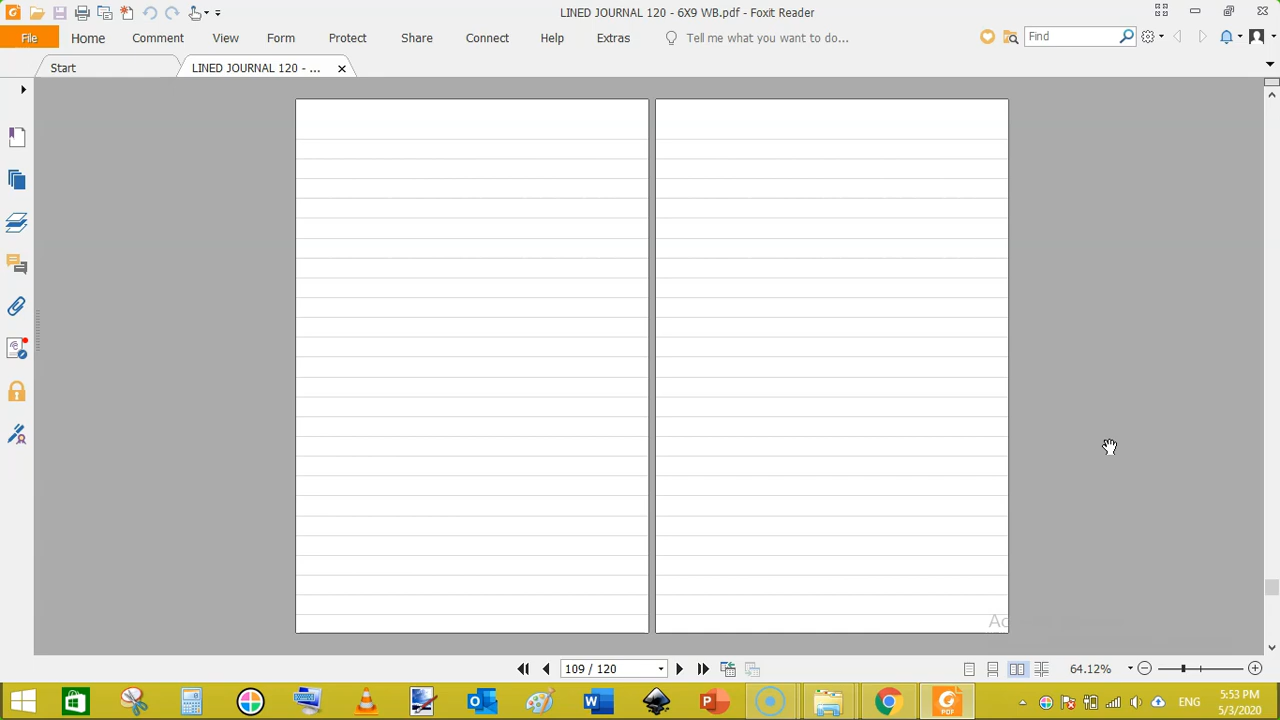 LINED JOURNAL 120 - 6X9 WB.pdf - Foxit Reader
File Home Comment View Form Protect Share Connect Help Extras Tell me what you want to do... Find
Start LINED JOURNAL 120 - ...
109 / 120 64.12%
ENG 5:53 PM
5/3/2020